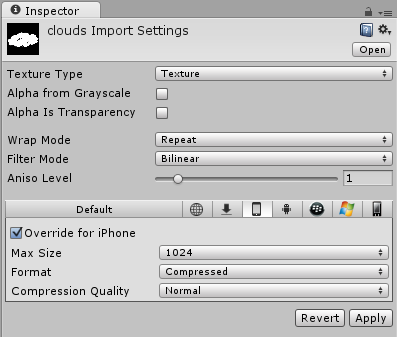 Inspector
clouds Import Settings
Open
Texture Type Texture
Alpha from Grayscale
Alpha Is Transparency
Wrap Mode Repeat
Filter Mode Bilinear
Aniso Level 1
Default
Override for iPhone
Max Size 1024
Format Compressed
Compression Quality Normal
Revert Apply